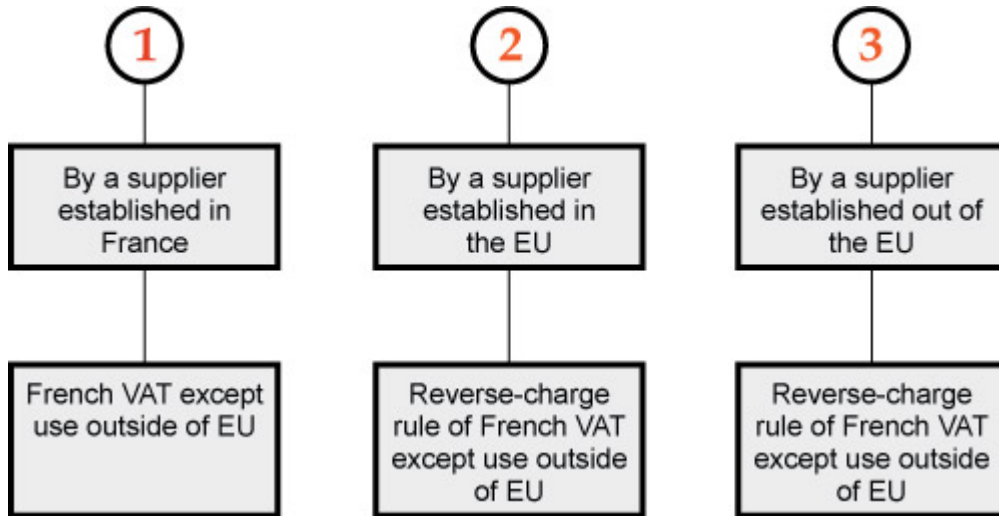 1
By a supplier
established in
France
French VAT except
use outside of EU
2
By a supplier
established in
the EU
Reverse-charge
rule of French VAT
except use outside
of EU
3
By a supplier
established out of
the EU
Reverse-charge
rule of French VAT
except use outside
of EU